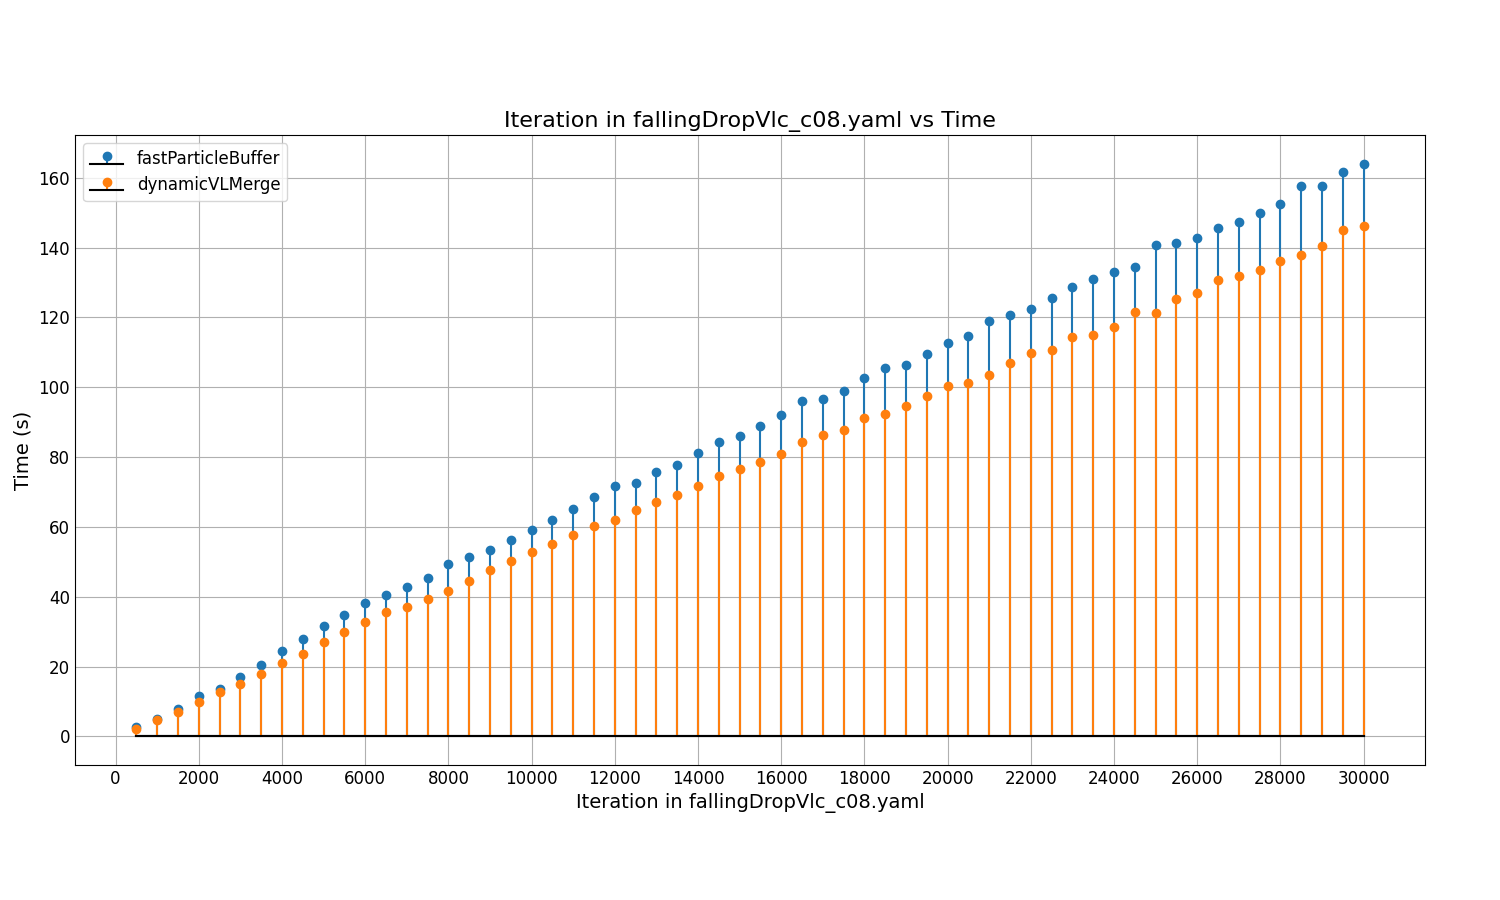 Iteration in fallingDropVlc_c08.yaml vs Time
fastParticleBuffer
dynamicVLMerge
160
140
120
100
80
60
40
20
0
Time (s)
0 2000 4000 6000 8000 10000 12000 14000 16000 18000 20000 22000 24000 26000 28000 30000
Iteration in fallingDropVlc_c08.yaml